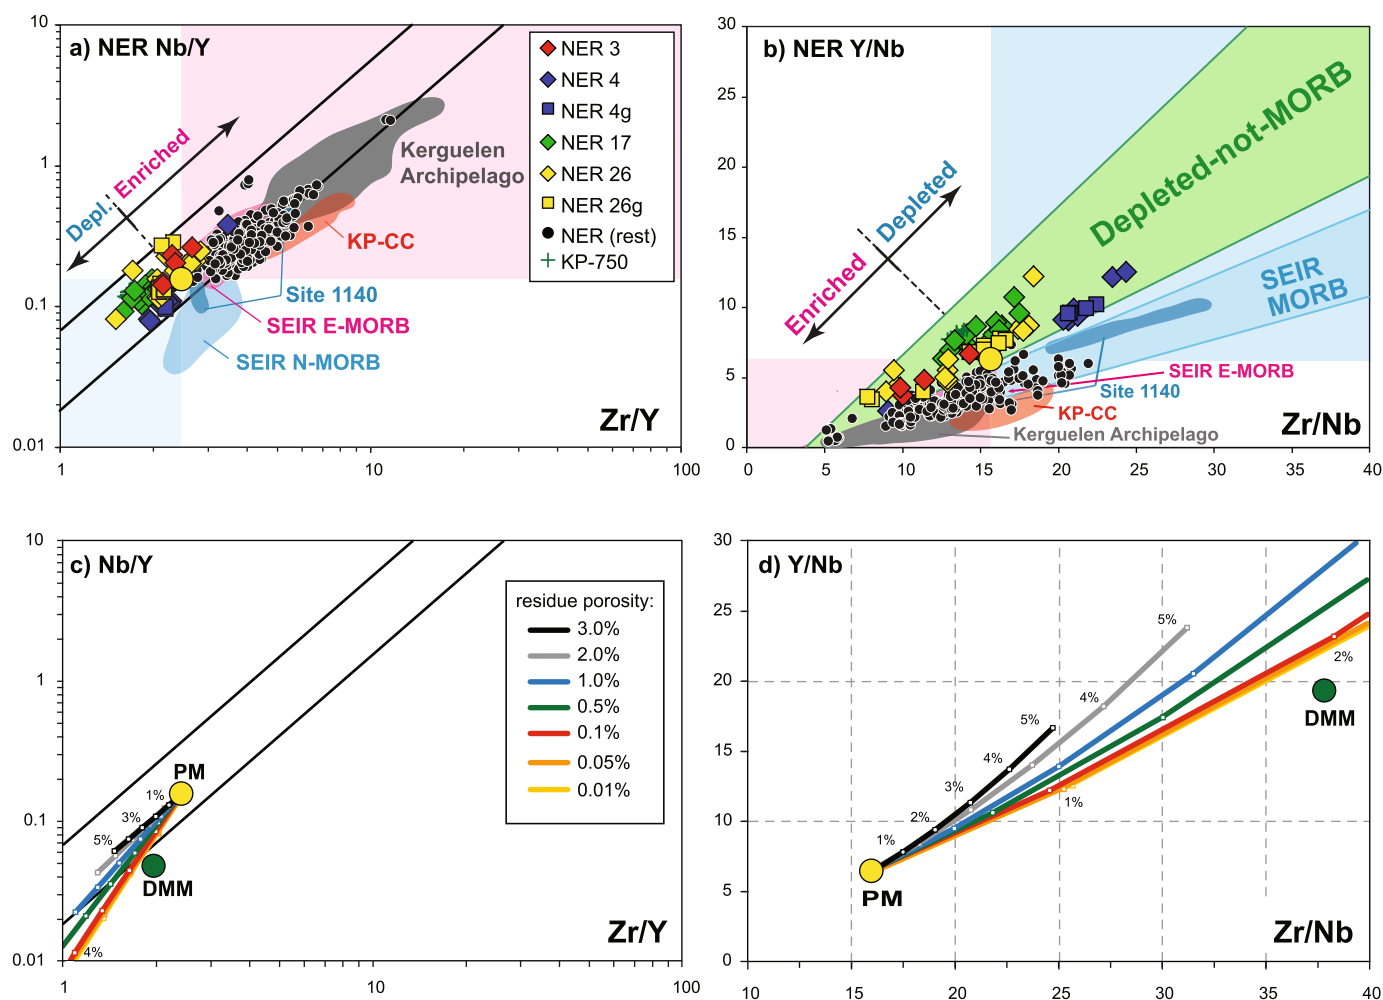 a) NER Nb/Y
10
1
0.1
0.01
1
10
100
Zr/Y
Depl.
Enriched
Kerguelen
Archipelago
KP-CC
Site 1140
SEIR E-MORB
SEIR N-MORB
NER 3
NER 4
NER 4g
NER 17
NER 26
NER 26g
NER (rest)
KP-750
b) NER Y/Nb
30
25
20
15
10
5
0
0
5
10
15
20
25
30
35
40
Zr/Nb
Enriched
Depleted
Depleted-not-MORB
SEIR
MORB
SEIR E-MORB
Site 1140
KP-CC
Kerguelen Archipelago
c) Nb/Y
10
1
0.1
0.01
1
10
100
Zr/Y
PM
DMM
1%
3%
5%
4%
residue porosity:
3.0%
2.0%
1.0%
0.5%
0.1%
0.05%
0.01%
d) Y/Nb
30
25
20
15
10
5
0
10
15
20
25
30
35
40
Zr/Nb
5%
4%
5%
4%
3%
2%
1%
1%
2%
PM
DMM